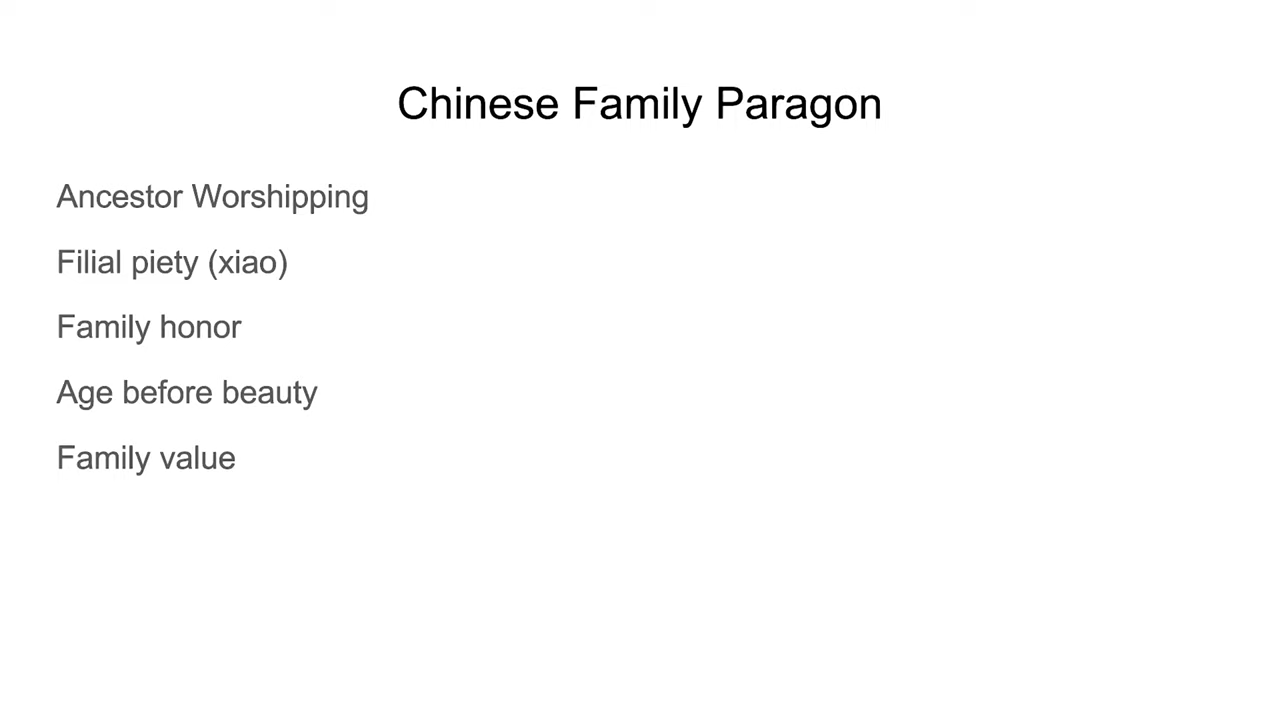 Chinese Family Paragon
Ancestor Worshipping
Filial piety (xiao)
Family honor
Age before beauty
Family value